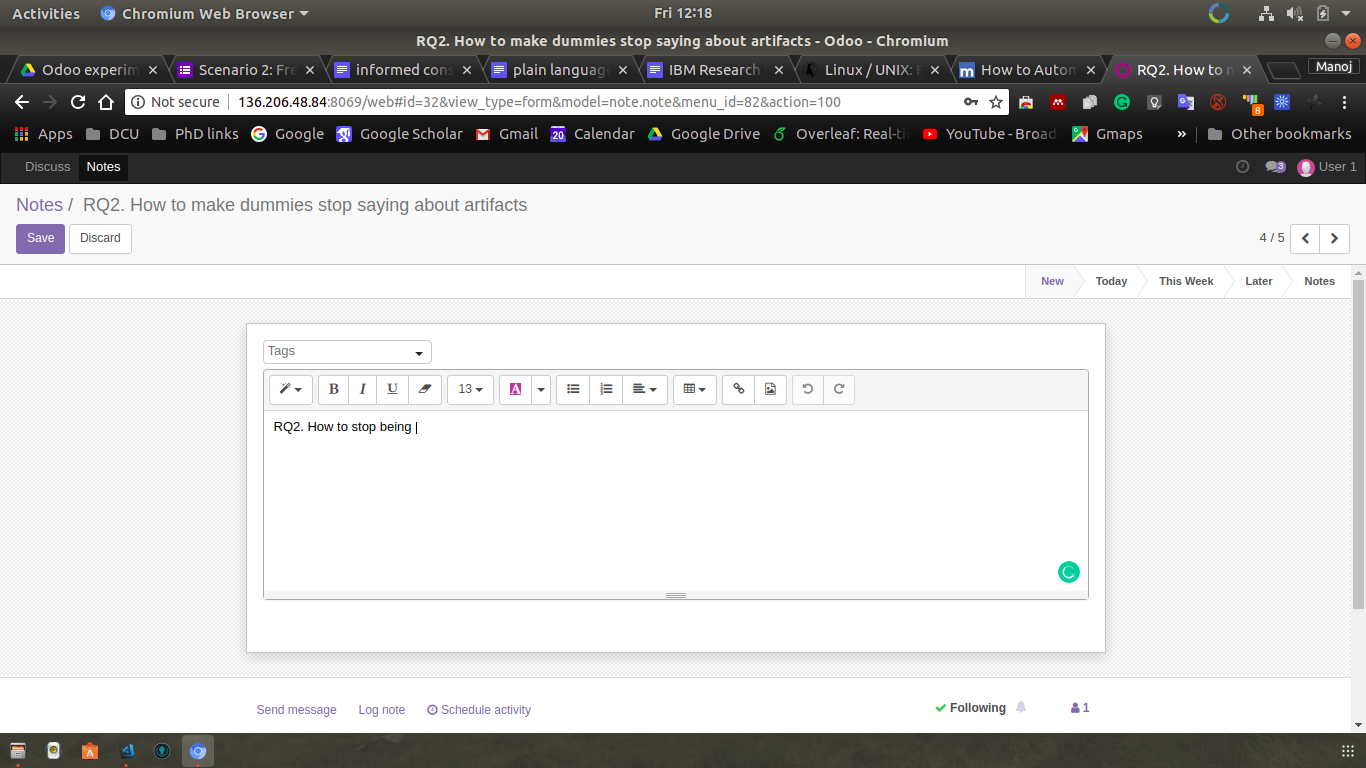 Activities Chromium Web Browser Fri 12:18
RQ2. How to make dummies stop saying about artifacts - Odoo - Chromium
Odoo experim Scenario 2: Fre informed cons plain language IBM Research Linux / UNIX: How to Autom RQ2. How to Manoj
Not secure 136.206.48.84:8069/web#id=32&view_type=form&model=note.note&menu_id=82&action=100 8
Apps DCU PhD links Google Google Scholar Gmail 20 Calendar Google Drive Overleaf: Real-ti YouTube - Broad Gmaps » Other bookmarks
Discuss Notes 3 User 1
Notes / RQ2. How to make dummies stop saying about artifacts
Save Discard 4 / 5
New Today This Week Later Notes
Tags
B I U 13 A
RQ2. How to stop being
Send message Log note Schedule activity Following 1